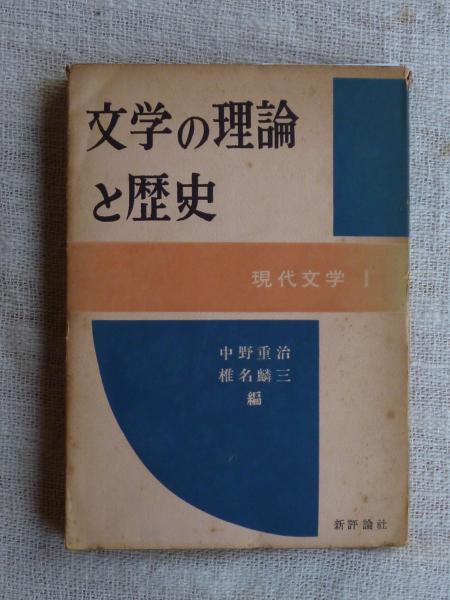 文学の理論
と歴史
現代文学 I
中野重治
椎名麟三
編
新評論社